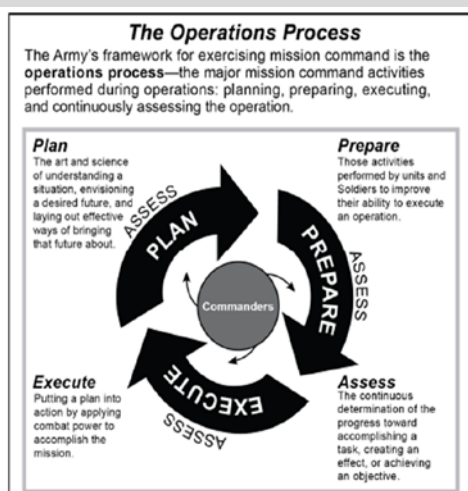 The Operations Process
The Army's framework for exercising mission command is the
operations process—the major mission command activities
performed during operations: planning, preparing, executing,
and continuously assessing the operation.
Plan
The art and science
of understanding a
situation, envisioning
a desired future, and
laying out effective
ways of bringing
that future about.
Prepare
Those activities
performed by units and
Soldiers to improve
their ability to execute
an operation.
ASSESS
PLAN
PREPARE
ASSESS
Commanders
EXECUTE
ASSESS
Execute
Putting a plan into
action by applying
combat power to
accomplish the
mission.
Assess
The continuous
determination of the
progress toward
accomplishing a
task, creating an
effect, or achieving
an objective.